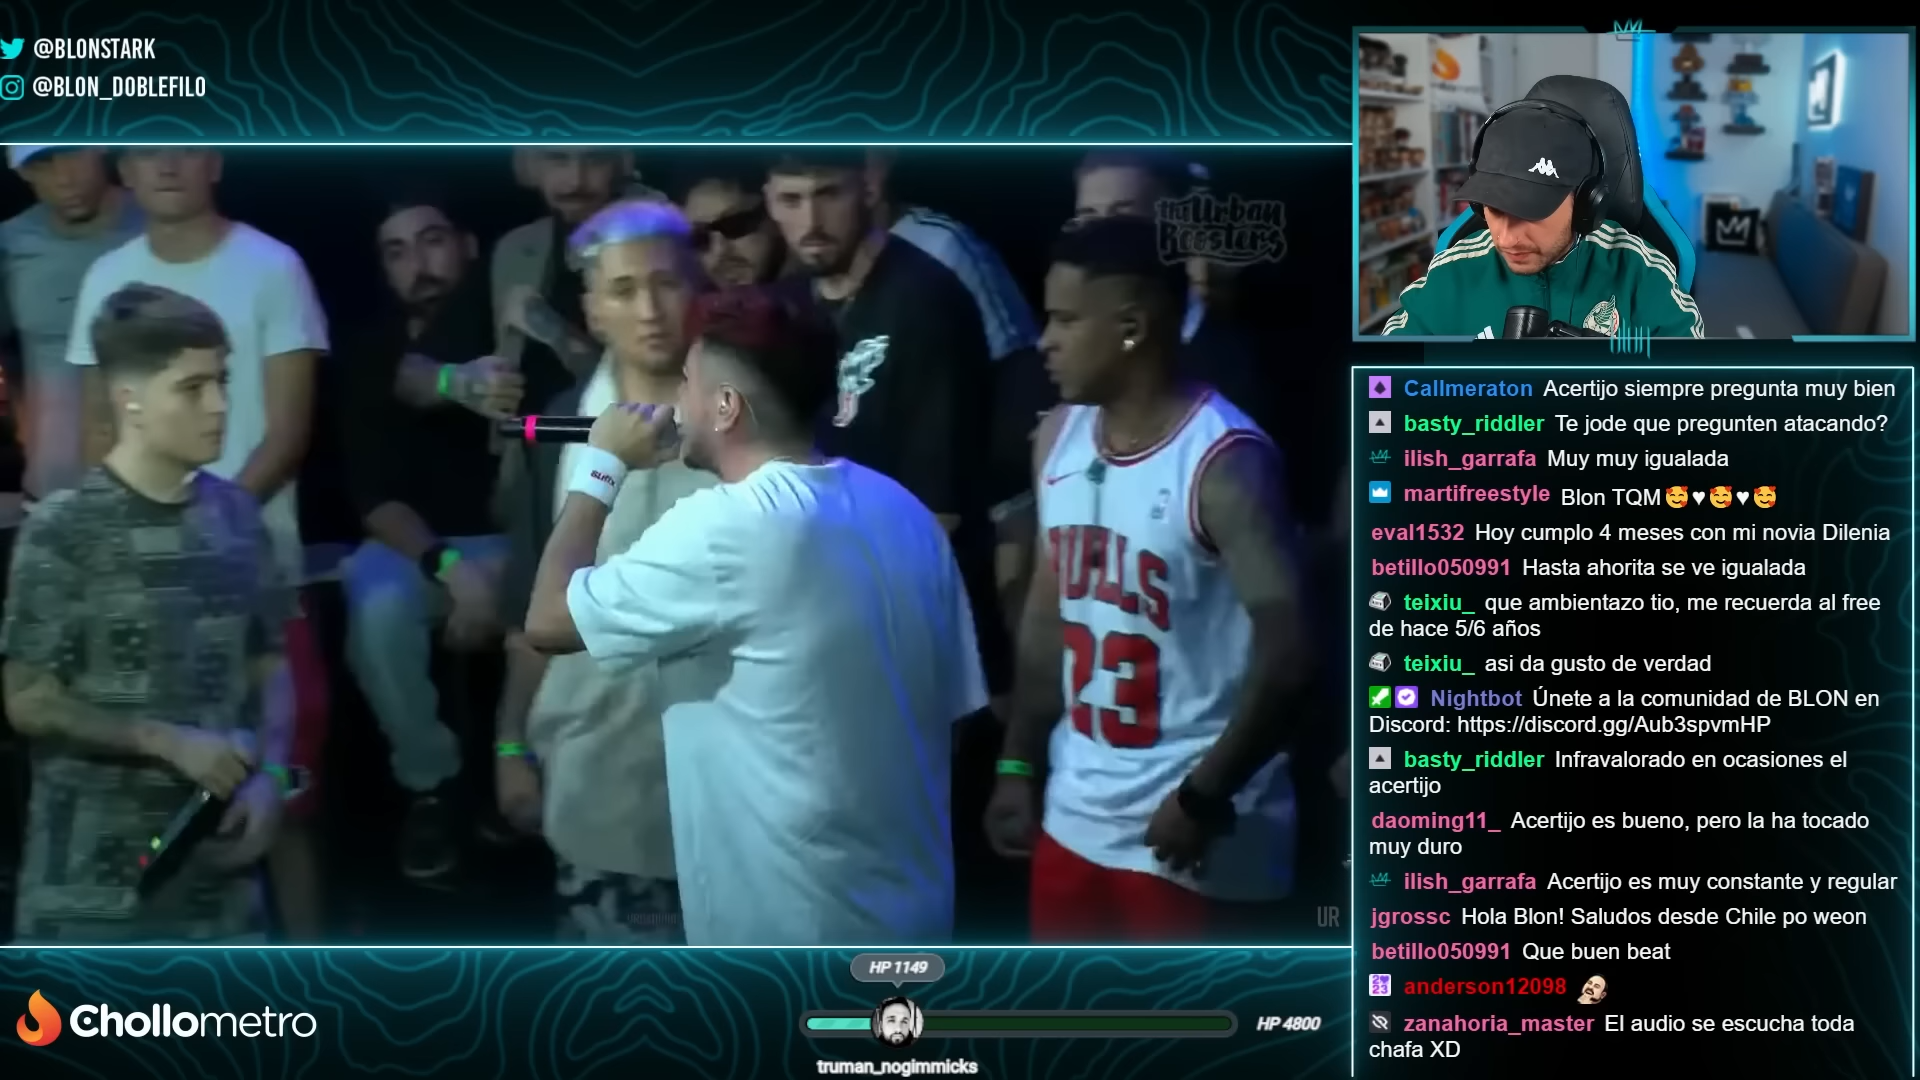 @BLONSTARK
@BLON_DOBLEFILO
the Urban
Roosters
BULLS
23
UR
Callmeraton Acertijo siempre pregunta muy bien
basty_riddler Te jode que pregunten atacando?
ilish_garrafa Muy muy igualada
martifreestyle Blon TQM🥰♥🥰♥🥰
eval1532 Hoy cumplo 4 meses con mi novia Dilenia
betillo050991 Hasta ahorita se ve igualada
teixiu_ que ambientazo tio, me recuerda al free
de hace 5/6 años
teixiu_ asi da gusto de verdad
Nightbot Únete a la comunidad de BLON en
Discord: https://discord.gg/Aub3spvmHP
basty_riddler Infravalorado en ocasiones el
acertijo
daoming11_ Acertijo es bueno, pero la ha tocado
muy duro
ilish_garrafa Acertijo es muy constante y regular
jgrossc Hola Blon! Saludos desde Chile po weon
betillo050991 Que buen beat
anderson12098
zanahoria_master El audio se escucha toda
chafa XD
HP 1149
Chollometro
HP 4800
truman_nogimmicks